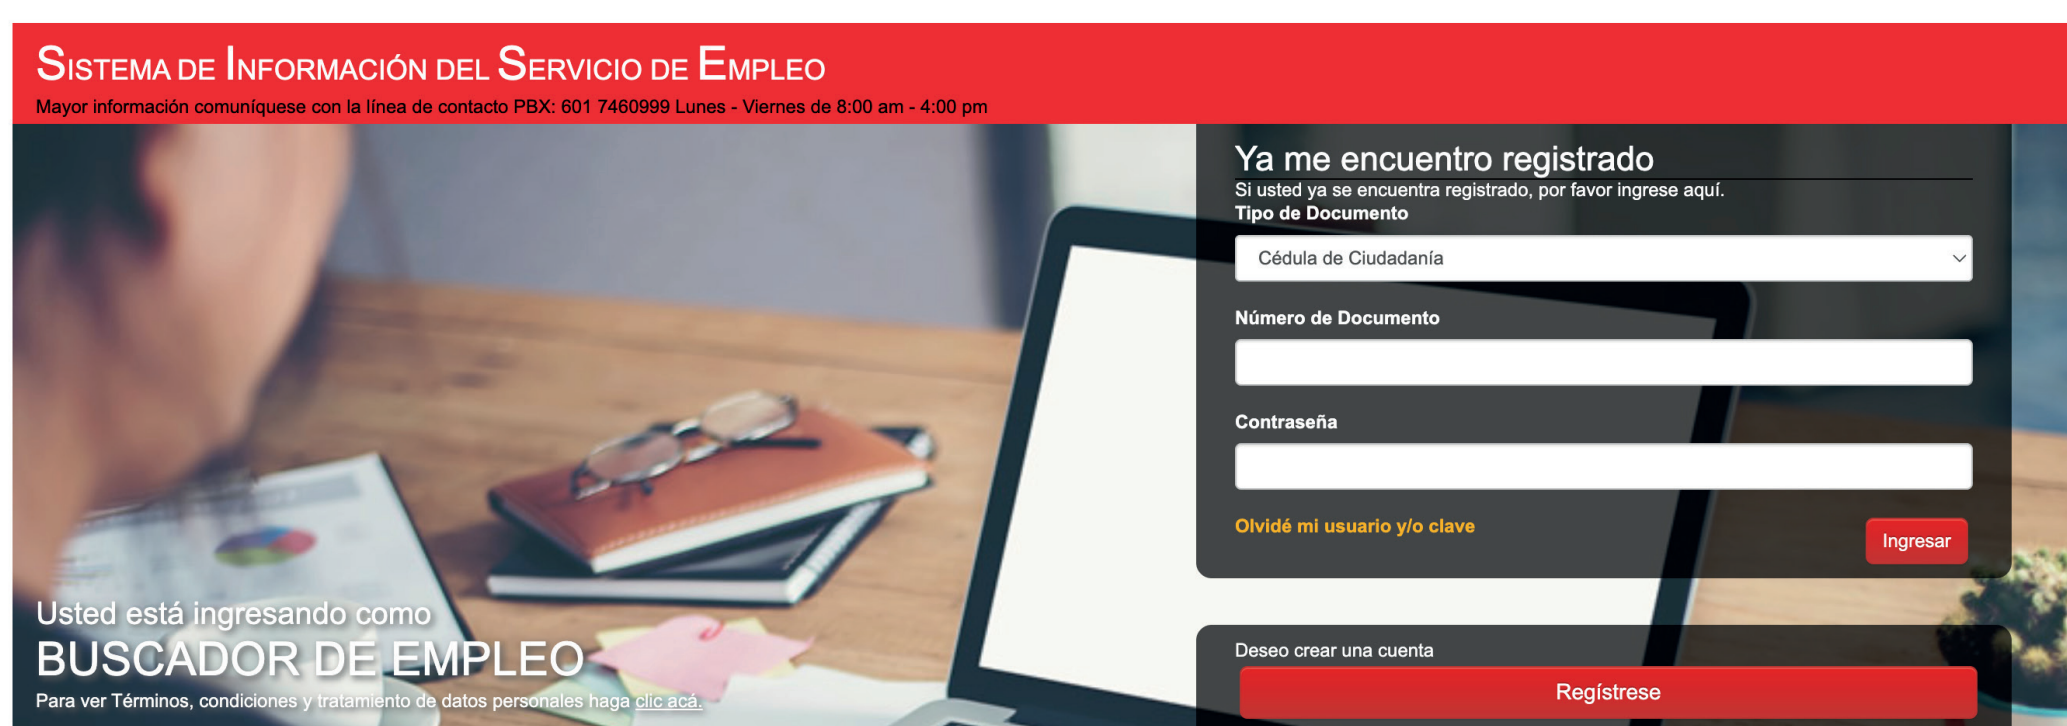 SISTEMA DE INFORMACIÓN DEL SERVICIO DE EMPLEO
Mayor información comuníquese con la línea de contacto PBX: 601 7460999 Lunes - Viernes de 8:00 am - 4:00 pm
Ya me encuentro registrado
Si usted ya se encuentra registrado, por favor ingrese aquí.
Tipo de Documento
Cédula de Ciudadanía
Número de Documento
Contraseña
Olvidé mi usuario y/o clave
Ingresar
Usted está ingresando como
BUSCADOR DE EMPLEO
Para ver Términos, condiciones y tratamiento de datos personales haga clic acá.
Deseo crear una cuenta
Regístrese